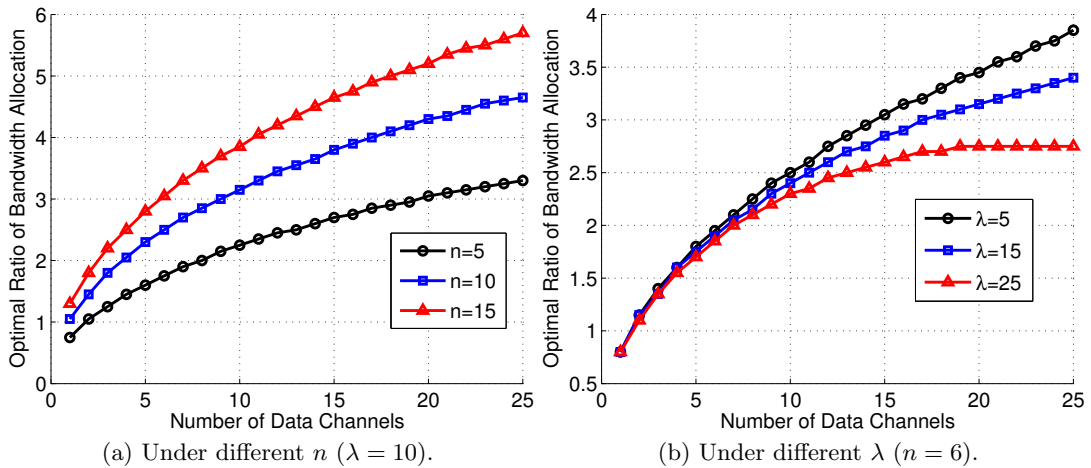 Optimal Ratio of Bandwidth Allocation
6
5
4
3
2
1
0
0
5
10
15
20
25
Number of Data Channels
n=5
n=10
n=15
(a) Under different n (λ = 10).
Optimal Ratio of Bandwidth Allocation
4
3.5
3
2.5
2
1.5
1
0.5
0
5
10
15
20
25
Number of Data Channels
λ=5
λ=15
λ=25
(b) Under different λ (n = 6).